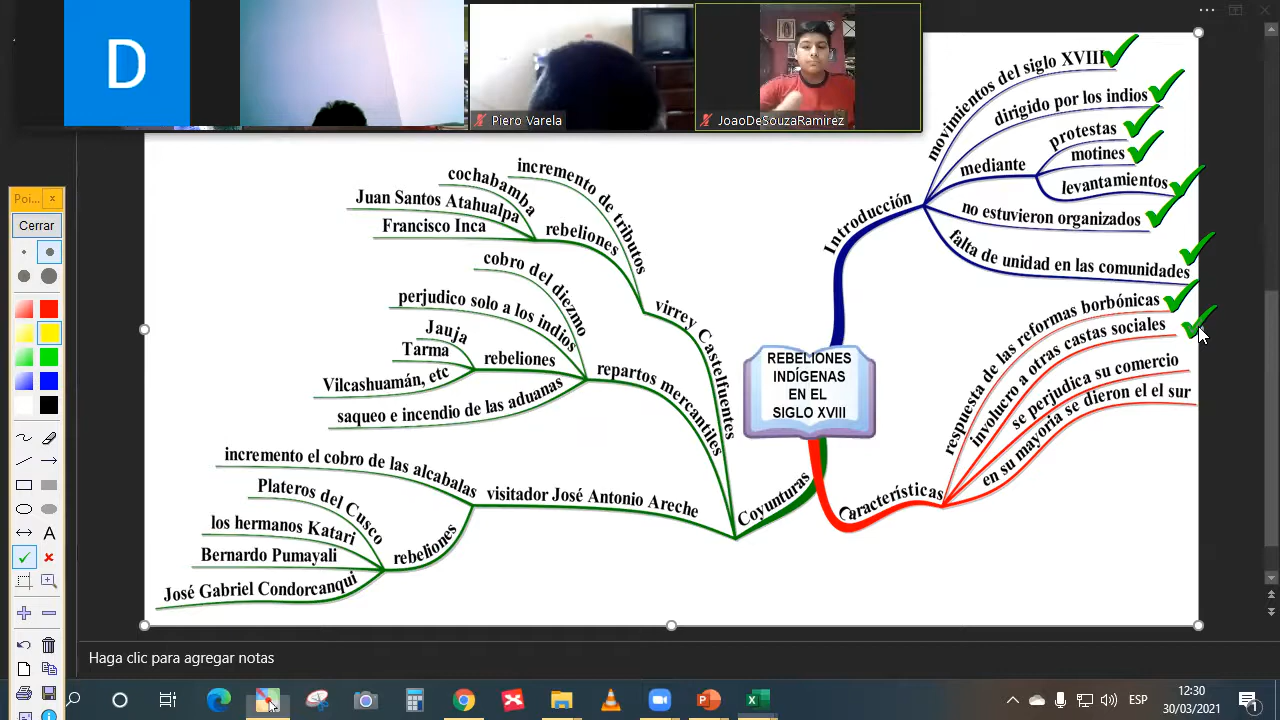 D
Piero Varela
JoaoDeSouzaRamirez
Cerrar
A
REBELIONES
INDÍGENAS
EN EL
SIGLO XVIII
Introducción
movimientos del siglo XVIII
dirigido por los indios
mediante
protestas
motines
levantamientos
no estuvieron organizados
falta de unidad en las comunidades
Características
respuesta de las reformas borbónicas
involucro a otras castas sociales
se perjudica su comercio
en su mayoria se dieron el el sur
Coyunturas
virrey Castelfuentes
incremento de tributos
rebeliones
cochabamba
Juan Santos Atahualpa
Francisco Inca
repartos mercantiles
cobro del diezmo
perjudico solo a los indios
rebeliones
Jauja
Tarma
Vilcashuamán, etc
saqueo e incendio de las aduanas
visitador José Antonio Areche
incremento el cobro de las alcabalas
rebeliones
Plateros del Cusco
los hermanos Katari
Bernardo Pumayali
José Gabriel Condorcanqui
Haga clic para agregar notas
ESP
12:30
30/03/2021